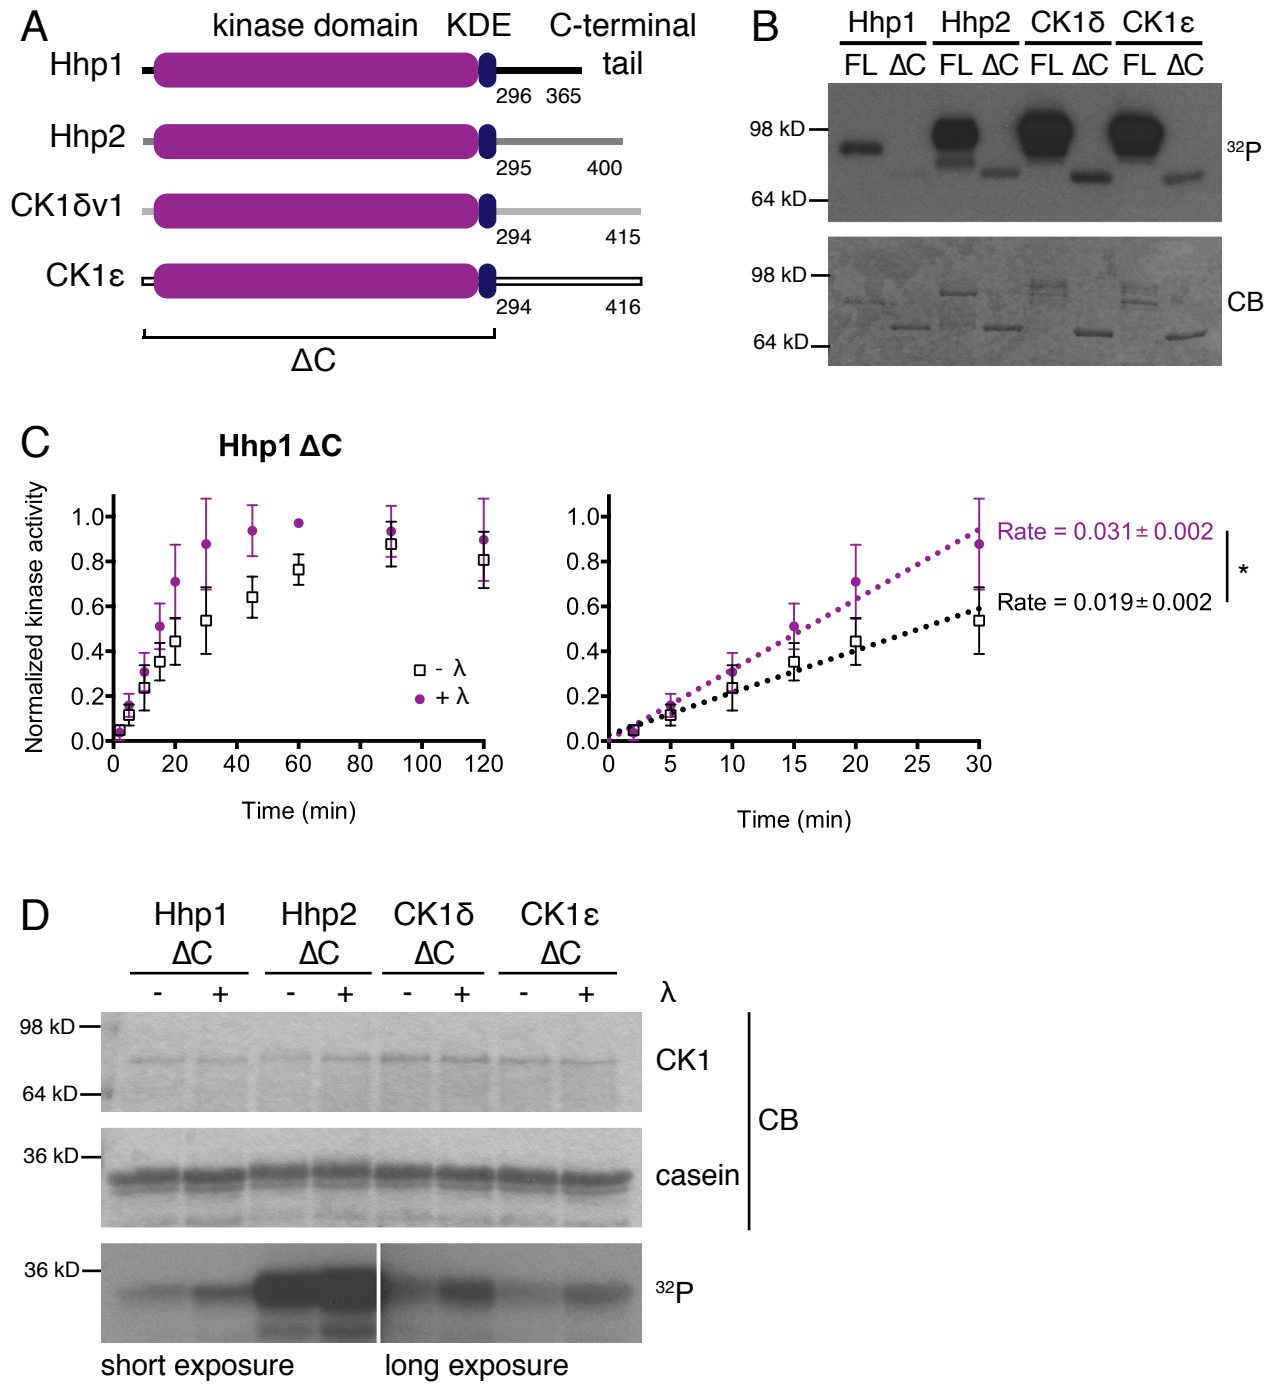 A
kinase domain KDE C-terminal
tail
Hhp1
296 365
Hhp2
295 400
CK1δv1
294 415
CK1ε
294 416
ΔC
B
Hhp1 Hhp2 CK1δ CK1ε
FL ΔC FL ΔC FL ΔC FL ΔC
98 kD
64 kD
32P
98 kD
64 kD
CB
C
Hhp1 ΔC
Normalized kinase activity
1.0
0.8
0.6
0.4
0.2
0.0
0 20 40 60 80 100 120
Time (min)
- λ
+ λ
1.0
0.8
0.6
0.4
0.2
0.0
0 5 10 15 20 25 30
Time (min)
Rate = 0.031 ± 0.002
Rate = 0.019 ± 0.002
*
D
Hhp1 Hhp2 CK1δ CK1ε
ΔC ΔC ΔC ΔC
- + - + - + - + λ
98 kD
64 kD
CK1
36 kD
casein
CB
36 kD
32P
short exposure long exposure